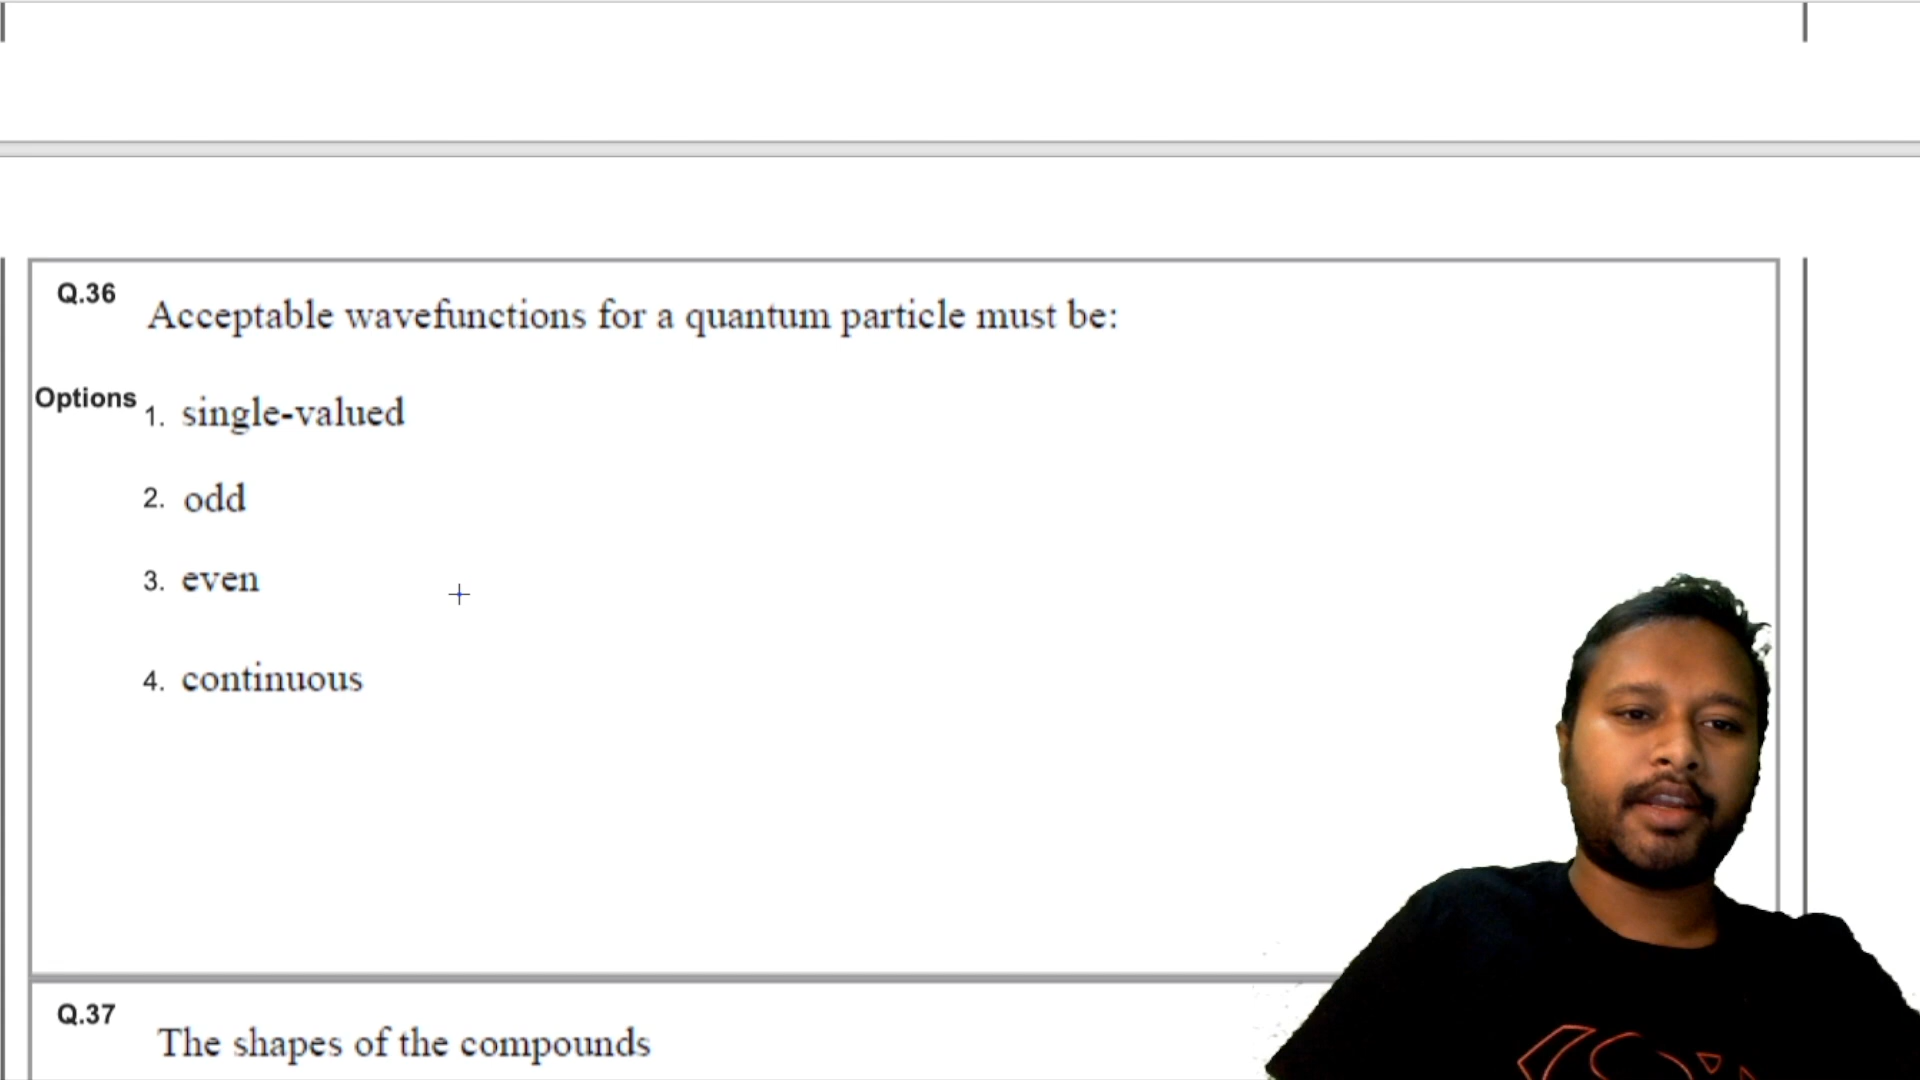 Q.36
Acceptable wavefunctions for a quantum particle must be:
Options 1. single-valued
2. odd
3. even
4. continuous
Q.37
The shapes of the compounds